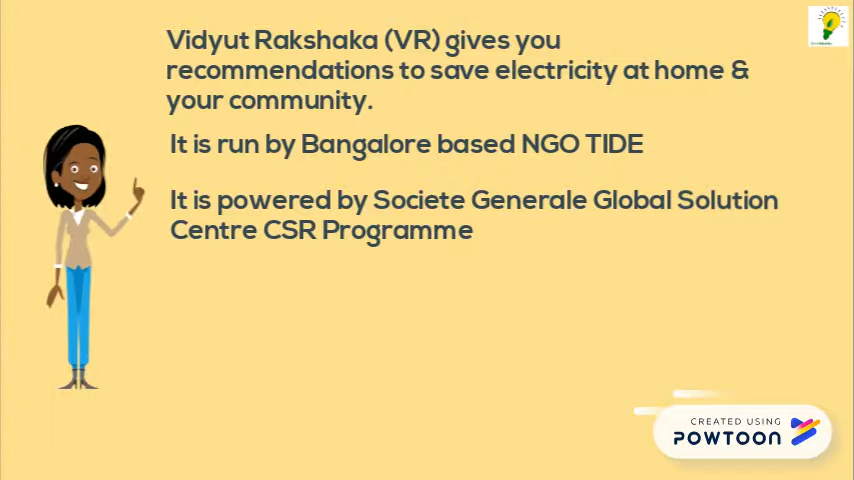 Vidyut Rakshaka (VR) gives you
recommendations to save electricity at home &
your community.
It is run by Bangalore based NGO TIDE
It is powered by Societe Generale Global Solution
Centre CSR Programme
CREATED USING
POWTOON